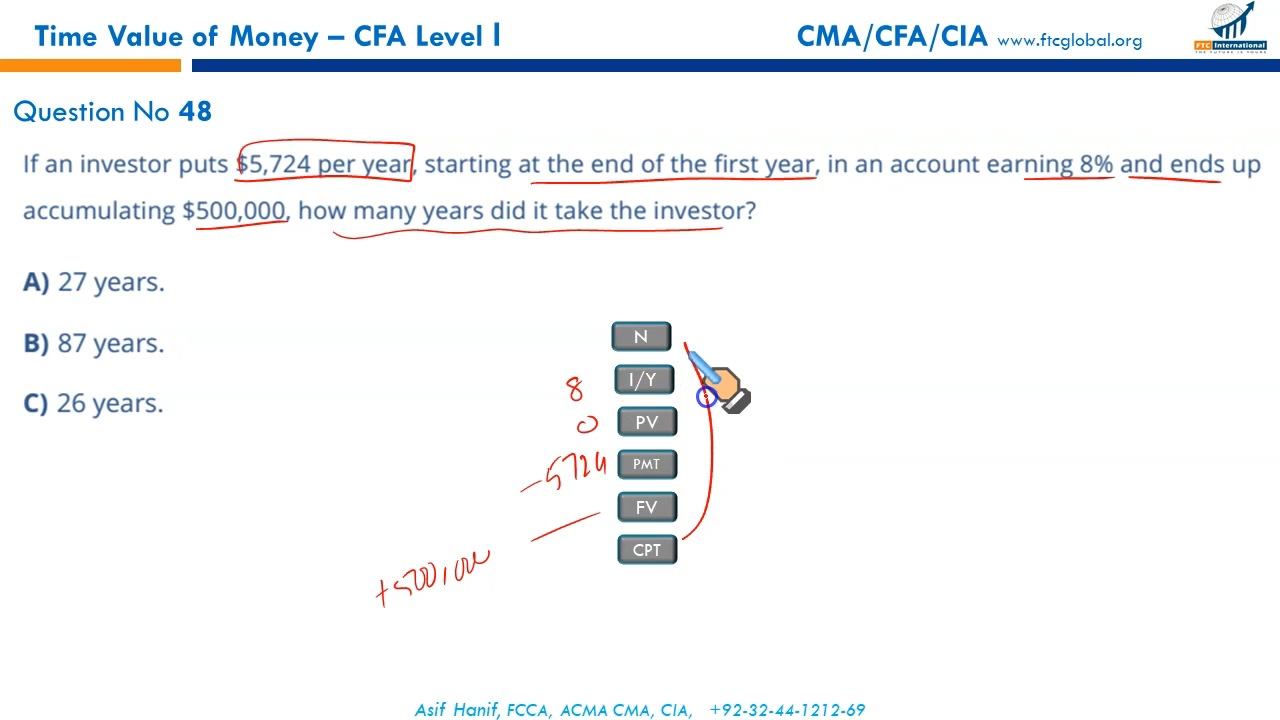 Time Value of Money – CFA Level I
CMA/CFA/CIA www.ftcglobal.org
FTC International
THE FUTURE IS YOURS
Question No 48
If an investor puts $5,724 per year, starting at the end of the first year, in an account earning 8% and ends up
accumulating $500,000, how many years did it take the investor?
A) 27 years.
B) 87 years.
C) 26 years.
N
8 I/Y
0 PV
-5724 PMT
FV
+500,000
CPT
Asif Hanif, FCCA, ACMA CMA, CIA, +92-32-44-1212-69